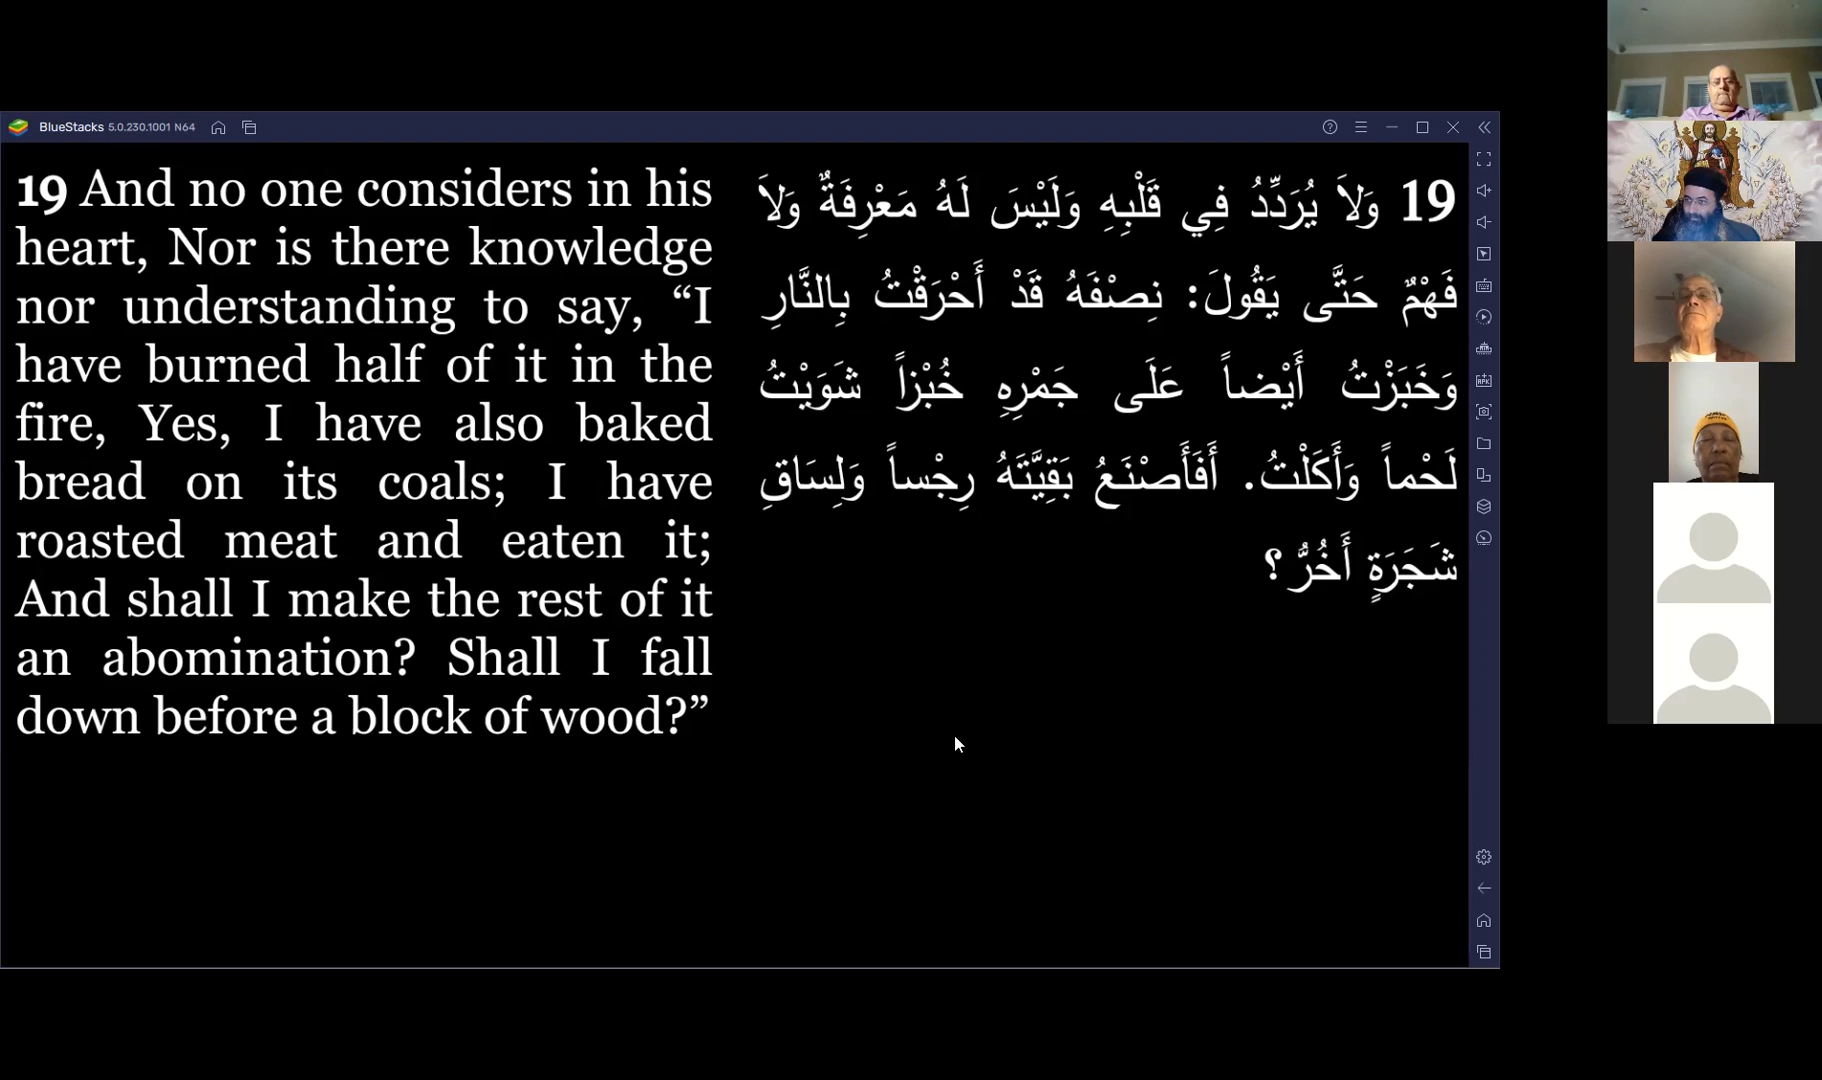 BlueStacks 5.0.230.1001 N64
19 And no one considers in his
heart, Nor is there knowledge
nor understanding to say, “I
have burned half of it in the
fire, Yes, I have also baked
bread on its coals; I have
roasted meat and eaten it;
And shall I make the rest of it
an abomination? Shall I fall
down before a block of wood?”
19 وَلاَ يُرَدِّدُ فِي قَلْبِهِ وَلَيْسَ لَهُ مَعْرِفَةٌ وَلاَ
فَهْمٌ حَتَّى يَقُولَ: نِصْفَهُ قَدْ أَحْرَقْتُ بِالنَّارِ
وَخَبَزْتُ أَيْضاً عَلَى جَمْرِهِ خُبْزاً شَوَيْتُ
لَحْماً وَأَكَلْتُ. أَفَأَصْنَعُ بَقِيَّتَهُ رِجْساً وَلِسَاقِ
شَجَرَةٍ أَخُرُّ؟